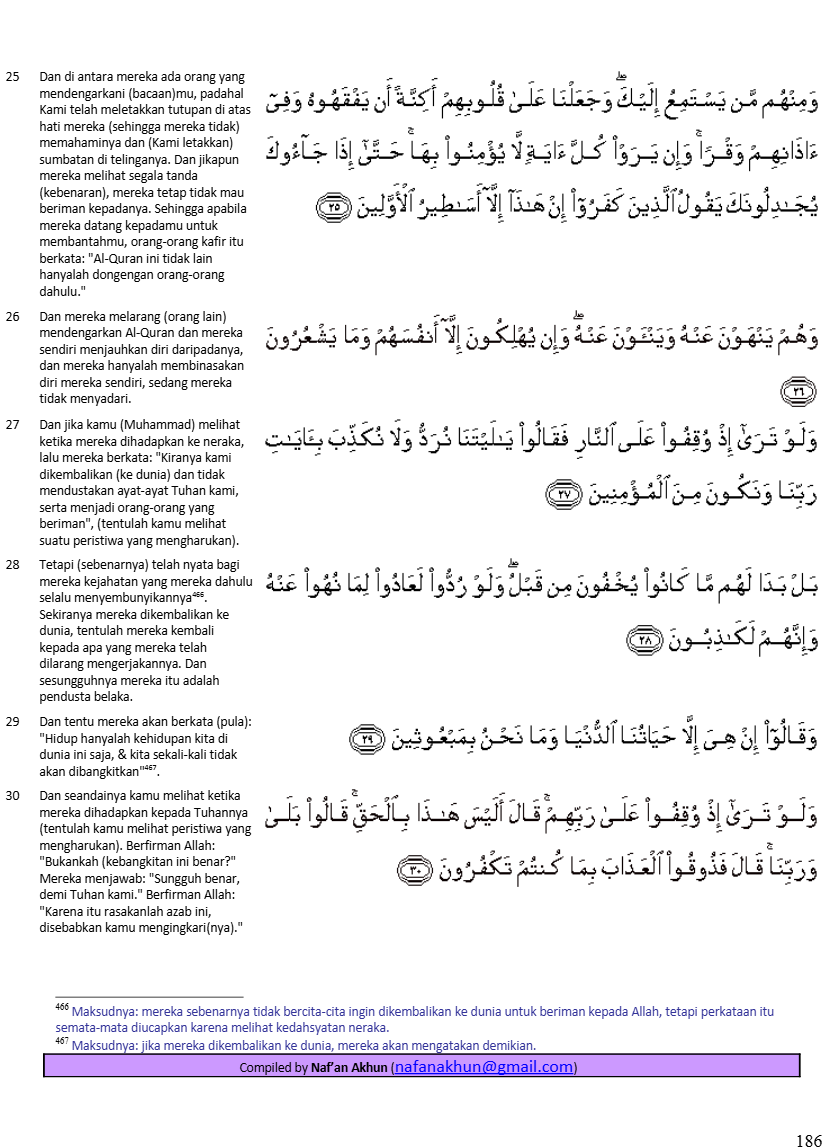 25 Dan di antara mereka ada orang yang
mendengarkani (bacaan)mu, padahal
Kami telah meletakkan tutupan di atas
hati mereka (sehingga mereka tidak)
memahaminya dan (Kami letakkan)
sumbatan di telinganya. Dan jikapun
mereka melihat segala tanda
(kebenaran), mereka tetap tidak mau
beriman kepadanya. Sehingga apabila
mereka datang kepadamu untuk
membantahmu, orang-orang kafir itu
berkata: "Al-Quran ini tidak lain
hanyalah dongengan orang-orang
dahulu."
وَمِنْهُم مَّن يَسْتَمِعُ إِلَيْكَ ۖ وَجَعَلْنَا عَلَىٰ قُلُوبِهِمْ أَكِنَّةً أَن يَفْقَهُوهُ وَفِىٓ
ءَاذَانِهِمْ وَقْرًا ۚ وَإِن يَرَوْا۟ كُلَّ ءَايَةٍ لَّا يُؤْمِنُوا۟ بِهَا ۚ حَتَّىٰٓ إِذَا جَآءُوكَ
يُجَـٰدِلُونَكَ يَقُولُ ٱلَّذِينَ كَفَرُوٓا۟ إِنْ هَـٰذَآ إِلَّآ أَسَـٰطِيرُ ٱلْأَوَّلِينَ ٢٥
26 Dan mereka melarang (orang lain)
mendengarkan Al-Quran dan mereka
sendiri menjauhkan diri daripadanya,
dan mereka hanyalah membinasakan
diri mereka sendiri, sedang mereka
tidak menyadari.
وَهُمْ يَنْهَوْنَ عَنْهُ وَيَنْـَٔوْنَ عَنْهُ ۖ وَإِن يُهْلِكُونَ إِلَّآ أَنفُسَهُمْ وَمَا يَشْعُرُونَ
٢٦
27 Dan jika kamu (Muhammad) melihat
ketika mereka dihadapkan ke neraka,
lalu mereka berkata: "Kiranya kami
dikembalikan (ke dunia) dan tidak
mendustakan ayat-ayat Tuhan kami,
serta menjadi orang-orang yang
beriman", (tentulah kamu melihat
suatu peristiwa yang mengharukan).
وَلَوْ تَرَىٰٓ إِذْ وُقِفُوا۟ عَلَى ٱلنَّارِ فَقَالُوا۟ يَـٰلَيْتَنَا نُرَدُّ وَلَا نُكَذِّبَ بِـَٔايَـٰتِ
رَبِّنَا وَنَكُونَ مِنَ ٱلْمُؤْمِنِينَ ٢٧
28 Tetapi (sebenarnya) telah nyata bagi
mereka kejahatan yang mereka dahulu
selalu menyembunyikannya⁴⁶⁶.
Sekiranya mereka dikembalikan ke
dunia, tentulah mereka kembali
kepada apa yang mereka telah
dilarang mengerjakannya. Dan
sesungguhnya mereka itu adalah
pendusta belaka.
بَلْ بَدَا لَهُم مَّا كَانُوا۟ يُخْفُونَ مِن قَبْلُ ۖ وَلَوْ رُدُّوا۟ لَعَادُوا۟ لِمَا نُهُوا۟ عَنْهُ
وَإِنَّهُمْ لَكَـٰذِبُونَ ٢٨
29 Dan tentu mereka akan berkata (pula):
"Hidup hanyalah kehidupan kita di
dunia ini saja, & kita sekali-kali tidak
akan dibangkitkan"⁴⁶⁷.
وَقَالُوٓا۟ إِنْ هِىَ إِلَّا حَيَاتُنَا ٱلدُّنْيَا وَمَا نَحْنُ بِمَبْعُوثِينَ ٢٩
30 Dan seandainya kamu melihat ketika
mereka dihadapkan kepada Tuhannya
(tentulah kamu melihat peristiwa yang
mengharukan). Berfirman Allah:
"Bukankah (kebangkitan ini benar?"
Mereka menjawab: "Sungguh benar,
demi Tuhan kami." Berfirman Allah:
"Karena itu rasakanlah azab ini,
disebabkan kamu mengingkari(nya)."
وَلَوْ تَرَىٰٓ إِذْ وُقِفُوا۟ عَلَىٰ رَبِّهِمْ ۚ قَالَ أَلَيْسَ هَـٰذَا بِٱلْحَقِّ ۚ قَالُوا۟ بَلَىٰ
وَرَبِّنَا ۚ قَالَ فَذُوقُوا۟ ٱلْعَذَابَ بِمَا كُنتُمْ تَكْفُرُونَ ٣٠
⁴⁶⁶ Maksudnya: mereka sebenarnya tidak bercita-cita ingin dikembalikan ke dunia untuk beriman kepada Allah, tetapi perkataan itu
semata-mata diucapkan karena melihat kedahsyatan neraka.
⁴⁶⁷ Maksudnya: jika mereka dikembalikan ke dunia, mereka akan mengatakan demikian.
Compiled by Naf’an Akhun (nafanakhun@gmail.com)
186